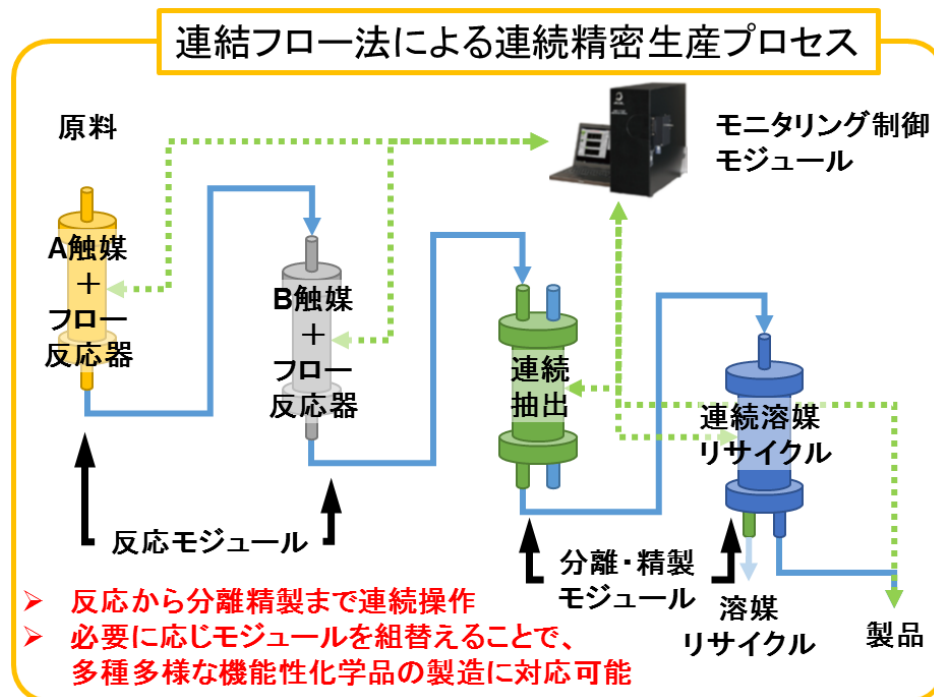 連結フロー法による連続精密生産プロセス
原料
モニタリング制御
モジュール
A触媒
＋
フロー
反応器
B触媒
＋
フロー
反応器
連続
抽出
連続溶媒
リサイクル
反応モジュール
分離・精製
モジュール
溶媒
リサイクル
製品
➢ 反応から分離精製まで連続操作
➢ 必要に応じモジュールを組替えることで、
多種多様な機能性化学品の製造に対応可能